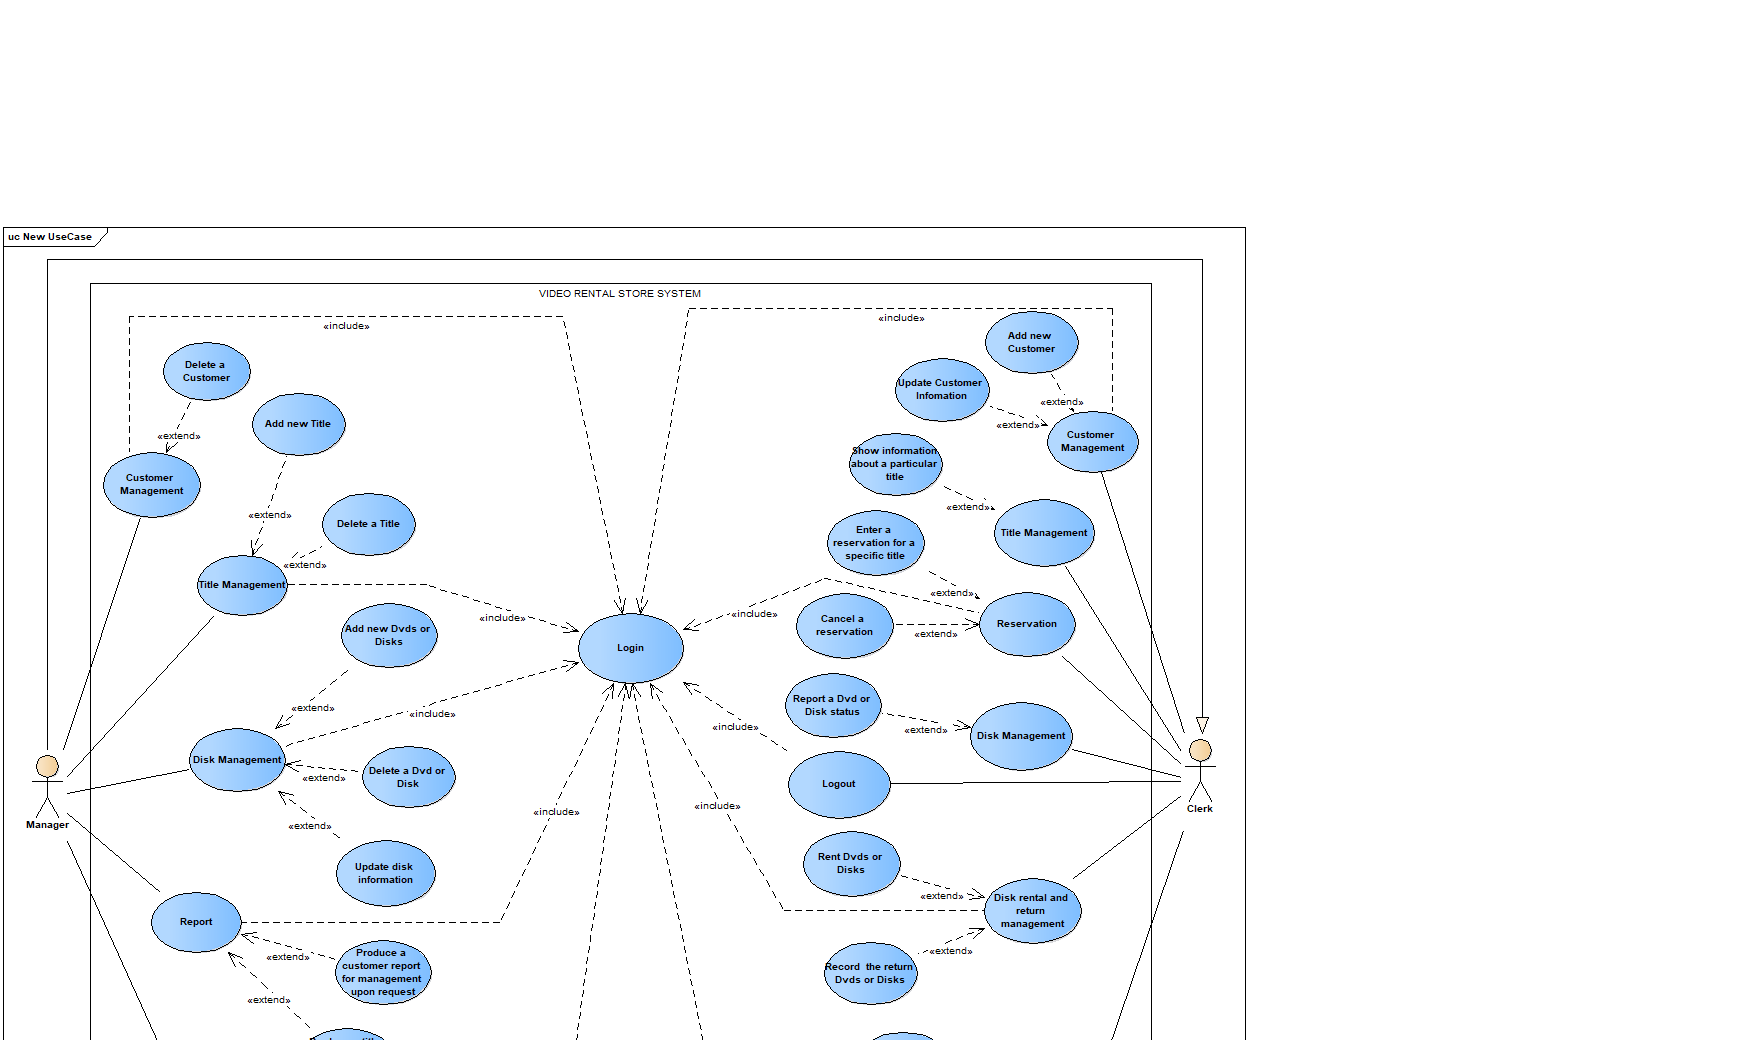 uc New UseCase
VIDEO RENTAL STORE SYSTEM
«include»
«include»
Delete a
Customer
Add new
Customer
Update Customer
Infomation
«extend»
«extend»
«extend»
Add new Title
«extend»
Customer
Management
Customer
Management
Show information
about a particular
title
«extend»
«extend»
Delete a Title
Title Management
Enter a
reservation for a
specific title
«extend»
Title Management
«extend»
«include»
«include»
Add new Dvds or
Disks
Cancel a
reservation
«extend»
Reservation
Login
«extend»
«include»
Report a Dvd or
Disk status
«extend»
Disk Management
«include»
Disk Management
Delete a Dvd or
Disk
«extend»
Logout
Manager
Clerk
«extend»
«include»
«include»
Update disk
information
Rent Dvds or
Disks
«extend»
Disk rental and
return
management
Report
«extend»
Produce a
customer report
for management
upon request
«extend»
Record  the return
Dvds or Disks
«extend»